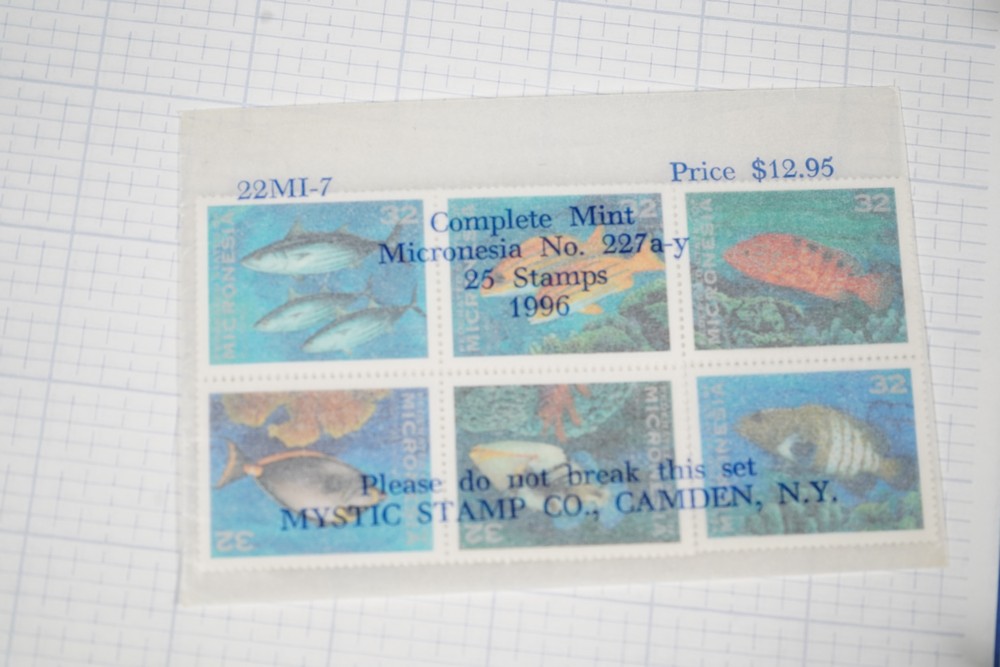 22MI-7
Price $12.95
Complete Mint
Micronesia No. 227a-y
25 Stamps
1996
32
MICRONESIA
32
MICRONESIA
32
MICRONESIA
32
32
32
Please do not break this set
MYSTIC STAMP CO., CAMDEN, N.Y.